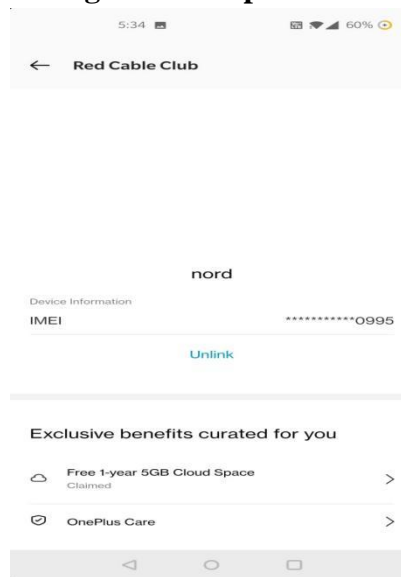 5:34 60%
Red Cable Club
nord
Device Information
IMEI ***********0995
Unlink
Exclusive benefits curated for you
Free 1-year 5GB Cloud Space
Claimed
OnePlus Care